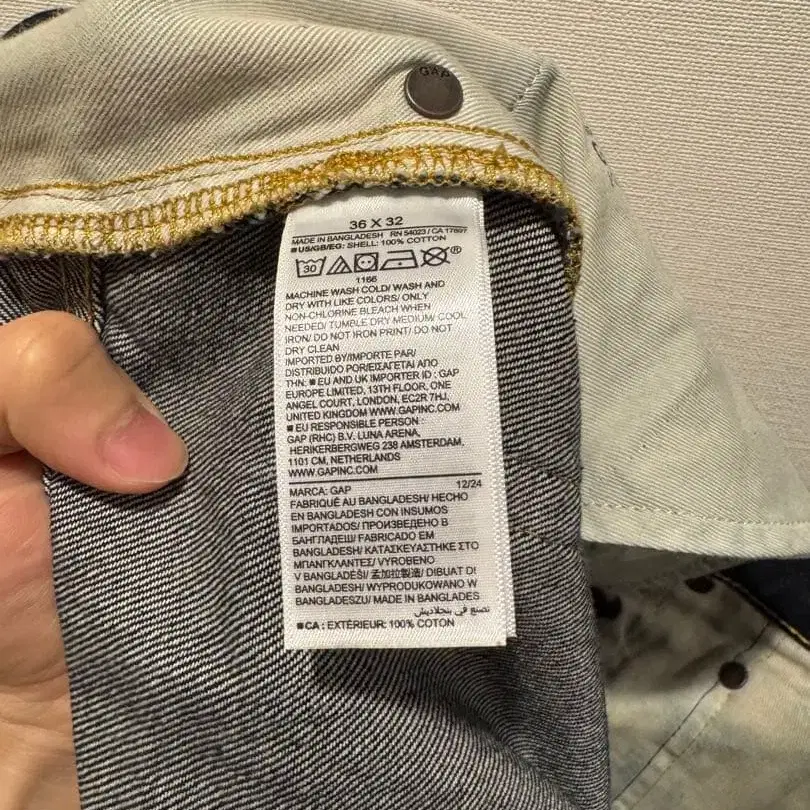 GAP
36 X 32
MADE IN BANGLADESH RN 54023 / CA 17897
■ US/GB/EG: SHELL: 100% COTTON
30 ®
1166
MACHINE WASH COLD/ WASH AND
DRY WITH LIKE COLORS/ ONLY
NON-CHLORINE BLEACH WHEN
NEEDED/ TUMBLE DRY MEDIUM/ COOL
IRON/ DO NOT IRON PRINT/ DO NOT
DRY CLEAN
IMPORTED BY/IMPORTE PAR/
DISTRIBUIDO POR/ΕΙΣΑΓΕΤΑΙ ΑΠΟ
ΤΗΝ: ■ EU AND UK IMPORTER ID : GAP
EUROPE LIMITED, 13TH FLOOR, ONE
ANGEL COURT, LONDON, EC2R 7HJ,
UNITED KINGDOM WWW.GAPINC.COM
■ EU RESPONSIBLE PERSON :
GAP (RHC) B.V. LUNA ARENA,
HERIKERBERGWEG 238 AMSTERDAM,
1101 CM, NETHERLANDS
WWW.GAPINC.COM
MARCA: GAP 12/24
FABRIQUÉ AU BANGLADESH/ HECHO
EN BANGLADESH CON INSUMOS
IMPORTADOS/ ПРОИЗВЕДЕНО В
БАНГЛАДЕШ/ FABRICADO EM
BANGLADESH/ ΚΑΤΑΣΚΕΥΑΣΤΗΚΕ ΣΤΟ
ΜΠΑΝΓΚΛΑΝΤΕΣ/ VYROBENO
V BANGLADÉŠI/ 孟加拉製造/ DIBUAT DI
BANGLADESH/ WYPRODUKOWANO W
BANGLADESZU/ MADE IN BANGLADES
صنع في بنجلاديش
■ CA : EXTÉRIEUR: 100% COTON